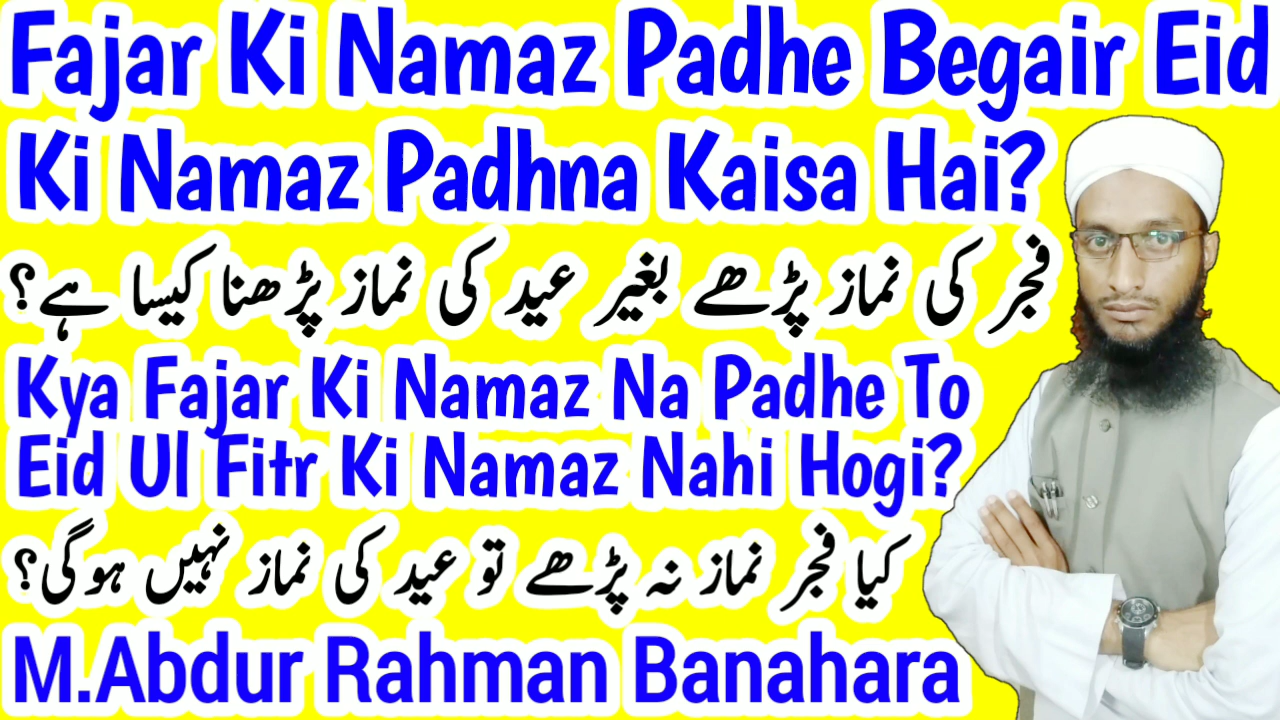 Fajar Ki Namaz Padhe Begair Eid
Ki Namaz Padhna Kaisa Hai?
فجر کی نماز پڑھے بغیر عید کی نماز پڑھنا کیسا ہے؟
Kya Fajar Ki Namaz Na Padhe To
Eid Ul Fitr Ki Namaz Nahi Hogi?
کیا فجر نماز نہ پڑھے تو عید کی نماز نہیں ہوگی؟
M.Abdur Rahman Banahara